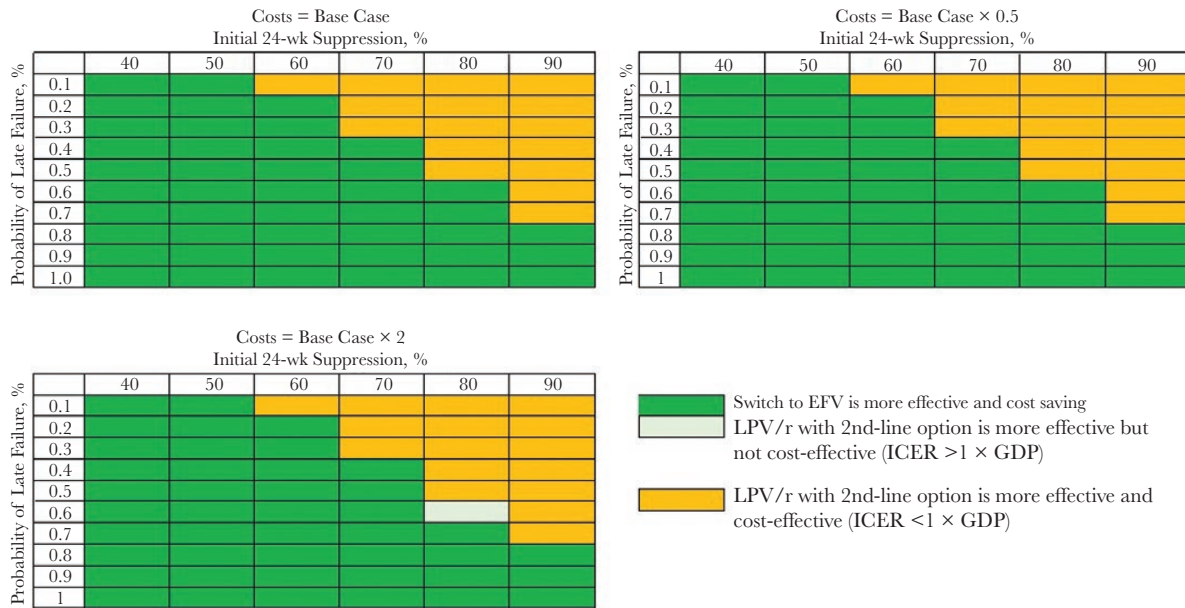 Costs = Base Case
Initial 24-wk Suppression, %
Probability of Late Failure, %
40 50 60 70 80 90
0.1
0.2
0.3
0.4
0.5
0.6
0.7
0.8
0.9
1.0
Costs = Base Case × 0.5
Initial 24-wk Suppression, %
Probability of Late Failure, %
40 50 60 70 80 90
0.1
0.2
0.3
0.4
0.5
0.6
0.7
0.8
0.9
1
Costs = Base Case × 2
Initial 24-wk Suppression, %
Probability of Late Failure, %
40 50 60 70 80 90
0.1
0.2
0.3
0.4
0.5
0.6
0.7
0.8
0.9
1
Switch to EFV is more effective and cost saving
LPV/r with 2nd-line option is more effective but
not cost-effective (ICER >1 × GDP)
LPV/r with 2nd-line option is more effective and
cost-effective (ICER <1 × GDP)